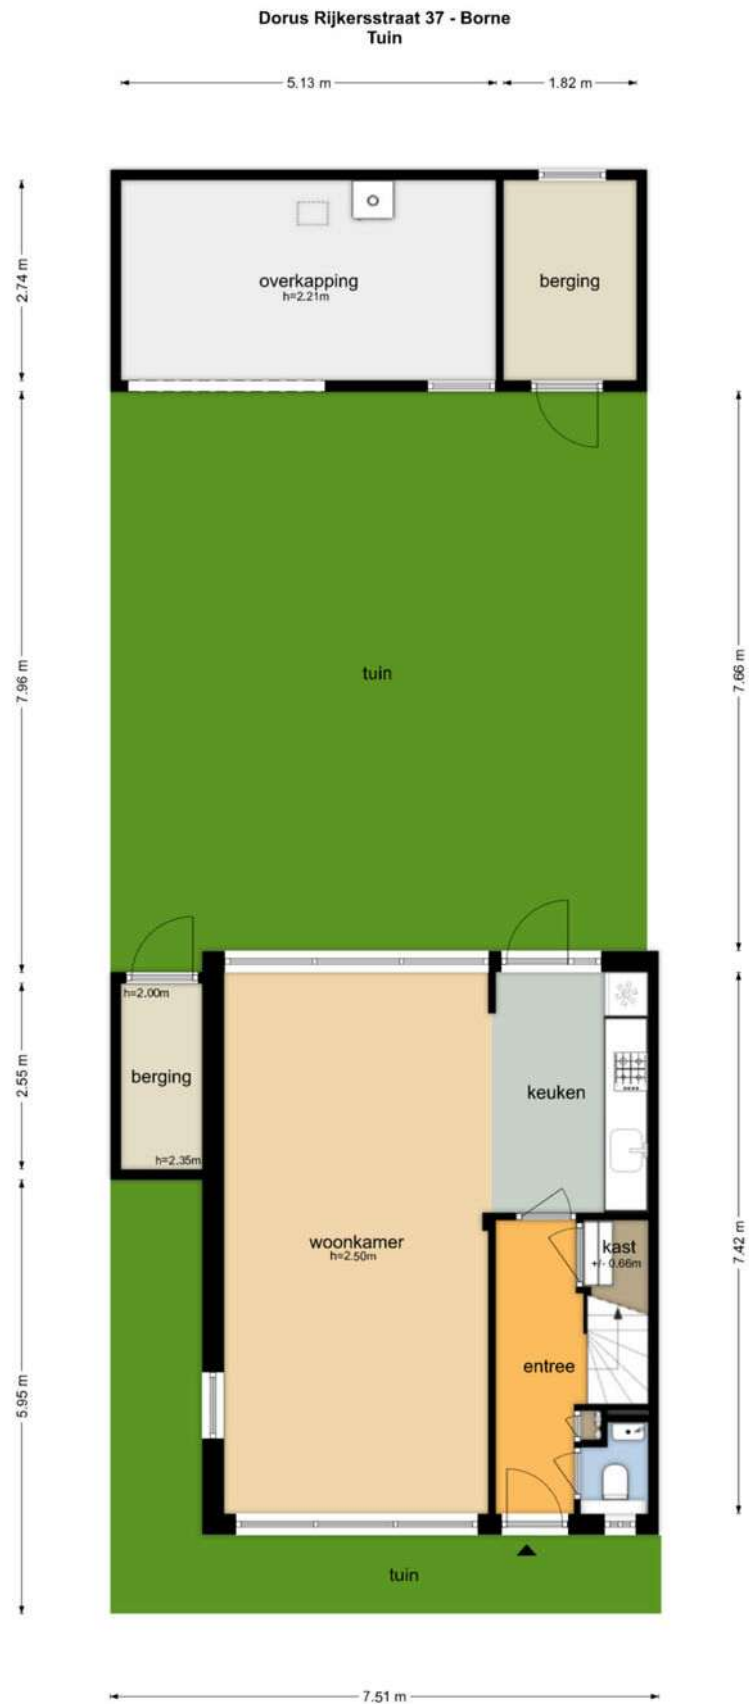 Dorus Rijkersstraat 37 - Borne
Tuin
5.13 m
1.82 m
2.74 m
overkapping
h=2.21m
berging
7.96 m
tuin
7.66 m
h=2.00m
berging
h=2.35m
2.55 m
keuken
woonkamer
h=2.50m
kast
+/- 0.66m
7.42 m
entree
5.95 m
tuin
7.51 m